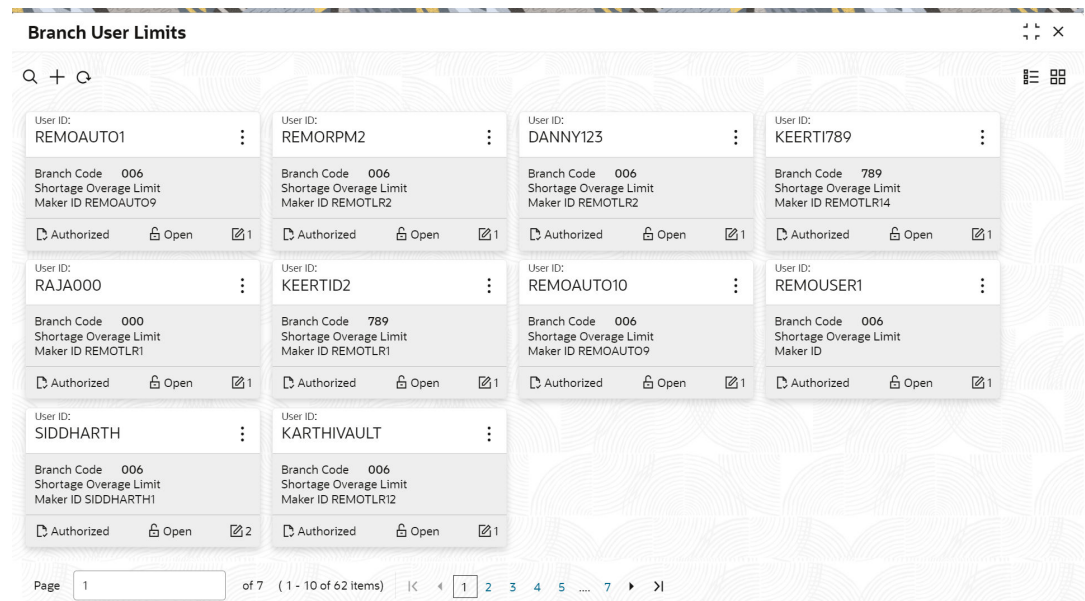 Branch User Limits
User ID:
REMOAUTO1
Branch Code 006
Shortage Overage Limit
Maker ID REMOAUTO9
Authorized Open 1
User ID:
REMORPM2
Branch Code 006
Shortage Overage Limit
Maker ID REMOTLR2
Authorized Open 1
User ID:
DANNY123
Branch Code 006
Shortage Overage Limit
Maker ID REMOTLR2
Authorized Open 1
User ID:
KEERTI789
Branch Code 789
Shortage Overage Limit
Maker ID REMOTLR14
Authorized Open 1
User ID:
RAJA000
Branch Code 000
Shortage Overage Limit
Maker ID REMOTLR1
Authorized Open 1
User ID:
KEERTID2
Branch Code 789
Shortage Overage Limit
Maker ID REMOTLR1
Authorized Open 1
User ID:
REMOAUTO10
Branch Code 006
Shortage Overage Limit
Maker ID REMOAUTO9
Authorized Open 1
User ID:
REMOUSER1
Branch Code 006
Shortage Overage Limit
Maker ID
Authorized Open 1
User ID:
SIDDHARTH
Branch Code 006
Shortage Overage Limit
Maker ID SIDDHARTH1
Authorized Open 2
User ID:
KARTHIVAULT
Branch Code 006
Shortage Overage Limit
Maker ID REMOTLR12
Authorized Open 1
Page 1 of 7 ( 1 - 10 of 62 items) 1 2 3 4 5 .... 7